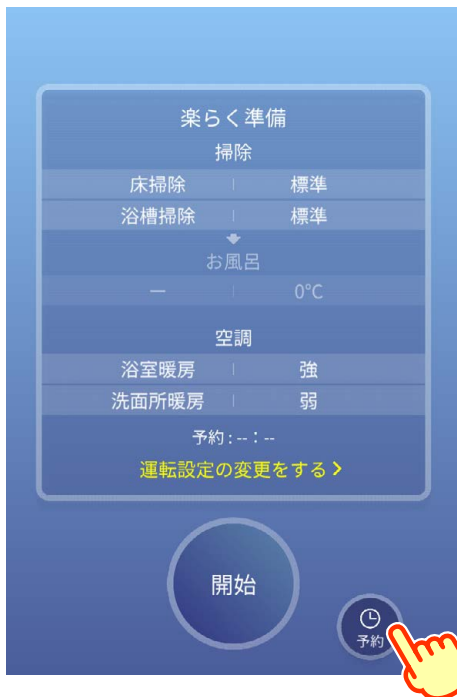 楽らく準備
掃除
床掃除 | 標準
浴槽掃除 | 標準
お風呂
ー | 0℃
空調
浴室暖房 | 強
洗面所暖房 | 弱
予約 : -- : --
運転設定の変更をする >
開始
予約